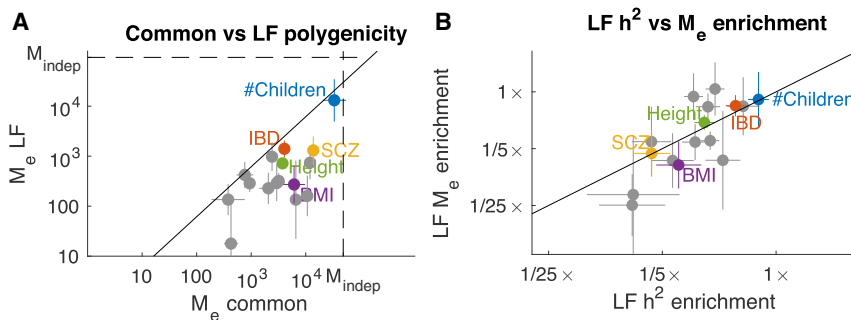 A
Common vs LF polygenicity
M_indep
10^4
10^3
100
10
M_e LF
#Children
IBD
SCZ
Height
BMI
10
100
10^3
10^4
M_indep
M_e common
B
LF h^2 vs M_e enrichment
1 ×
1/5 ×
1/25 ×
LF M_e enrichment
Height
#Children
IBD
SCZ
BMI
1/25 ×
1/5 ×
1 ×
LF h^2 enrichment